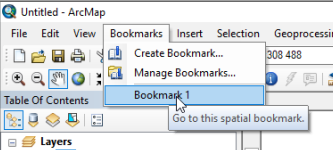 Untitled - ArcMap
File Edit View Bookmarks Insert Selection Geoprocessing
Create Bookmark...
308 488
Manage Bookmarks...
Bookmark 1
Table Of Contents
Go to this spatial bookmark.
Layers